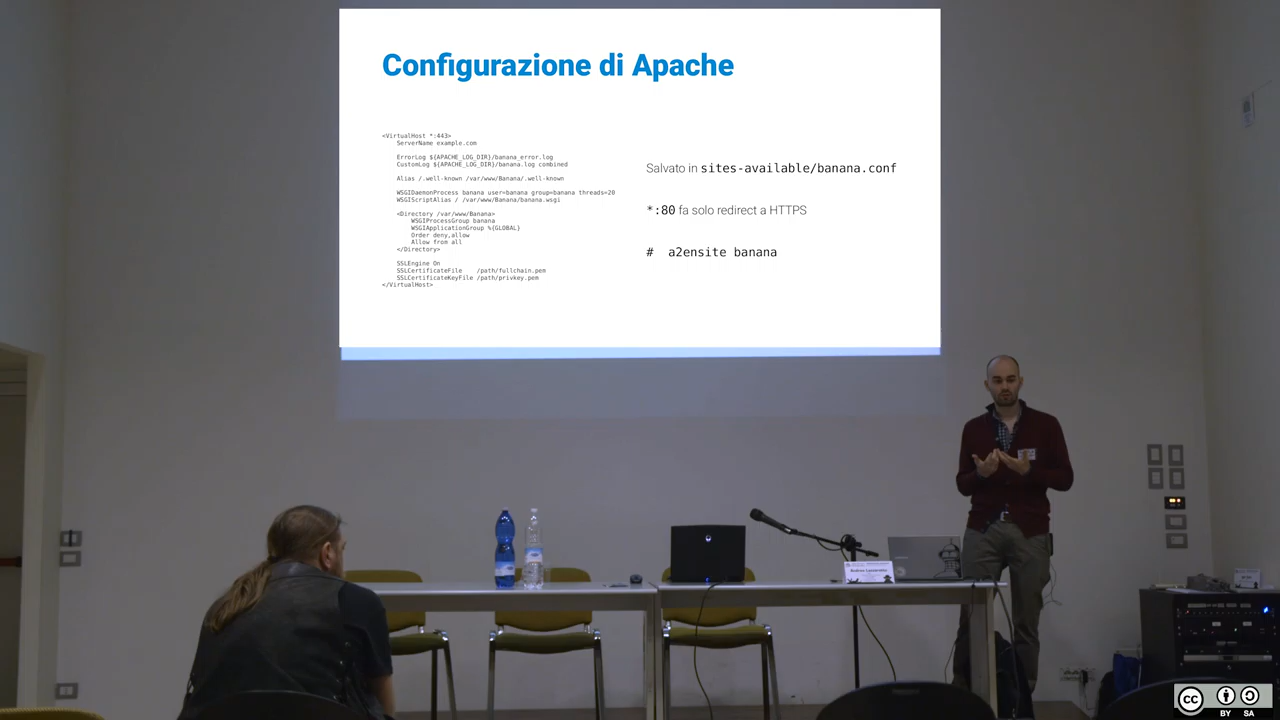 Configurazione di Apache
<VirtualHost *:443>
ServerName example.com
ErrorLog ${APACHE_LOG_DIR}/banana_error.log
CustomLog ${APACHE_LOG_DIR}/banana.log combined
Alias /.well-known /var/www/Banana/.well-known
WSGIDaemonProcess banana user=banana group=banana threads=20
WSGIScriptAlias / /var/www/Banana/banana.wsgi
<Directory /var/www/Banana>
WSGIProcessGroup banana
WSGIApplicationGroup %{GLOBAL}
Order deny,allow
Allow from all
</Directory>
SSLEngine On
SSLCertificateFile /path/fullchain.pem
SSLCertificateKeyFile /path/privkey.pem
</VirtualHost>
Salvato in sites-available/banana.conf
*:80 fa solo redirect a HTTPS
# a2ensite banana
cc
BY SA